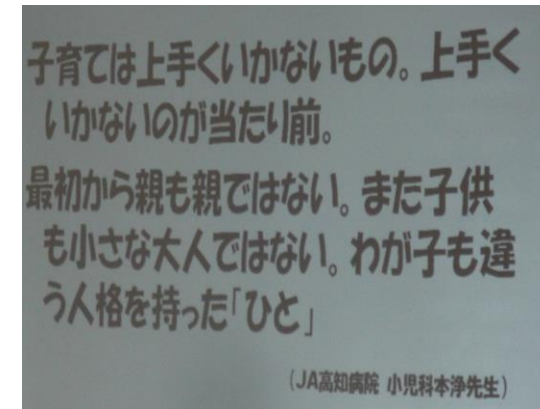 子育ては上手くいかないもの。上手く
いかないのが当たり前。
最初から親も親ではない。また子供
も小さな大人ではない。わが子も違
う人格を持った「ひと」
（JA高知病院 小児科本浄先生）